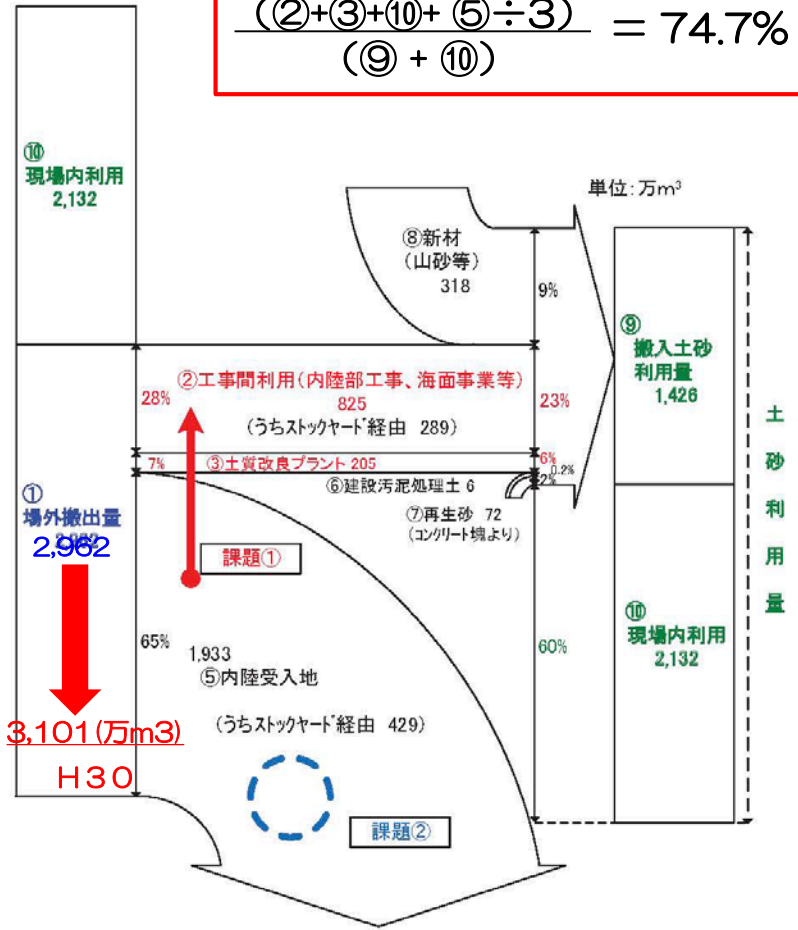 (②+③+⑩+ ⑤÷3)
(⑨ + ⑩)
= 74.7%
⑩
現場内利用
2,132
単位:万m³
⑧新材
(山砂等)
318
9%
⑨
搬入土砂
利用量
1,426
②工事間利用(内陸部工事、海面事業等)
28%
825
23%
(うちストックヤード経由 289)
7%
③土質改良プラント 205
6%
0.2%
⑥建設汚泥処理土 6
2%
⑦再生砂 72
(コンクリート塊より)
土砂利用量
①
場外搬出量
2,962
課題①
⑩
現場内利用
2,132
65%
1,933
60%
⑤内陸受入地
(うちストックヤード経由 429)
3,101(万m3)
H30
課題②